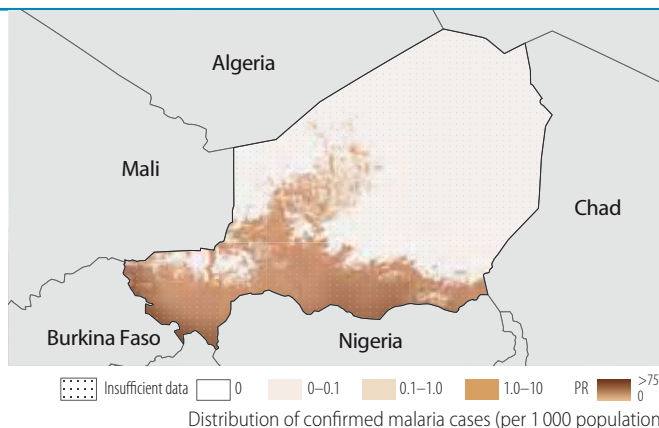 Algeria
Mali
Chad
Burkina Faso
Nigeria
Insufficient data 0 0–0.1 0.1–1.0 1.0–10 PR >75 0
Distribution of confirmed malaria cases (per 1 000 population